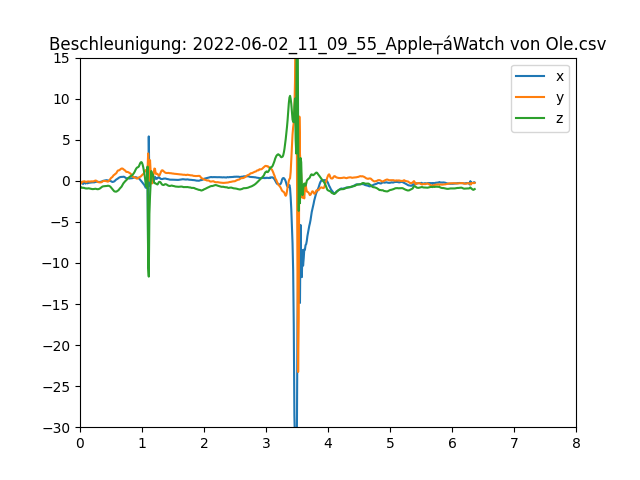 Beschleunigung: 2022-06-02_11_09_55_Apple┬áWatch von Ole.csv
15
10
5
0
−5
−10
−15
−20
−25
−30
0 1 2 3 4 5 6 7 8
x
y
z